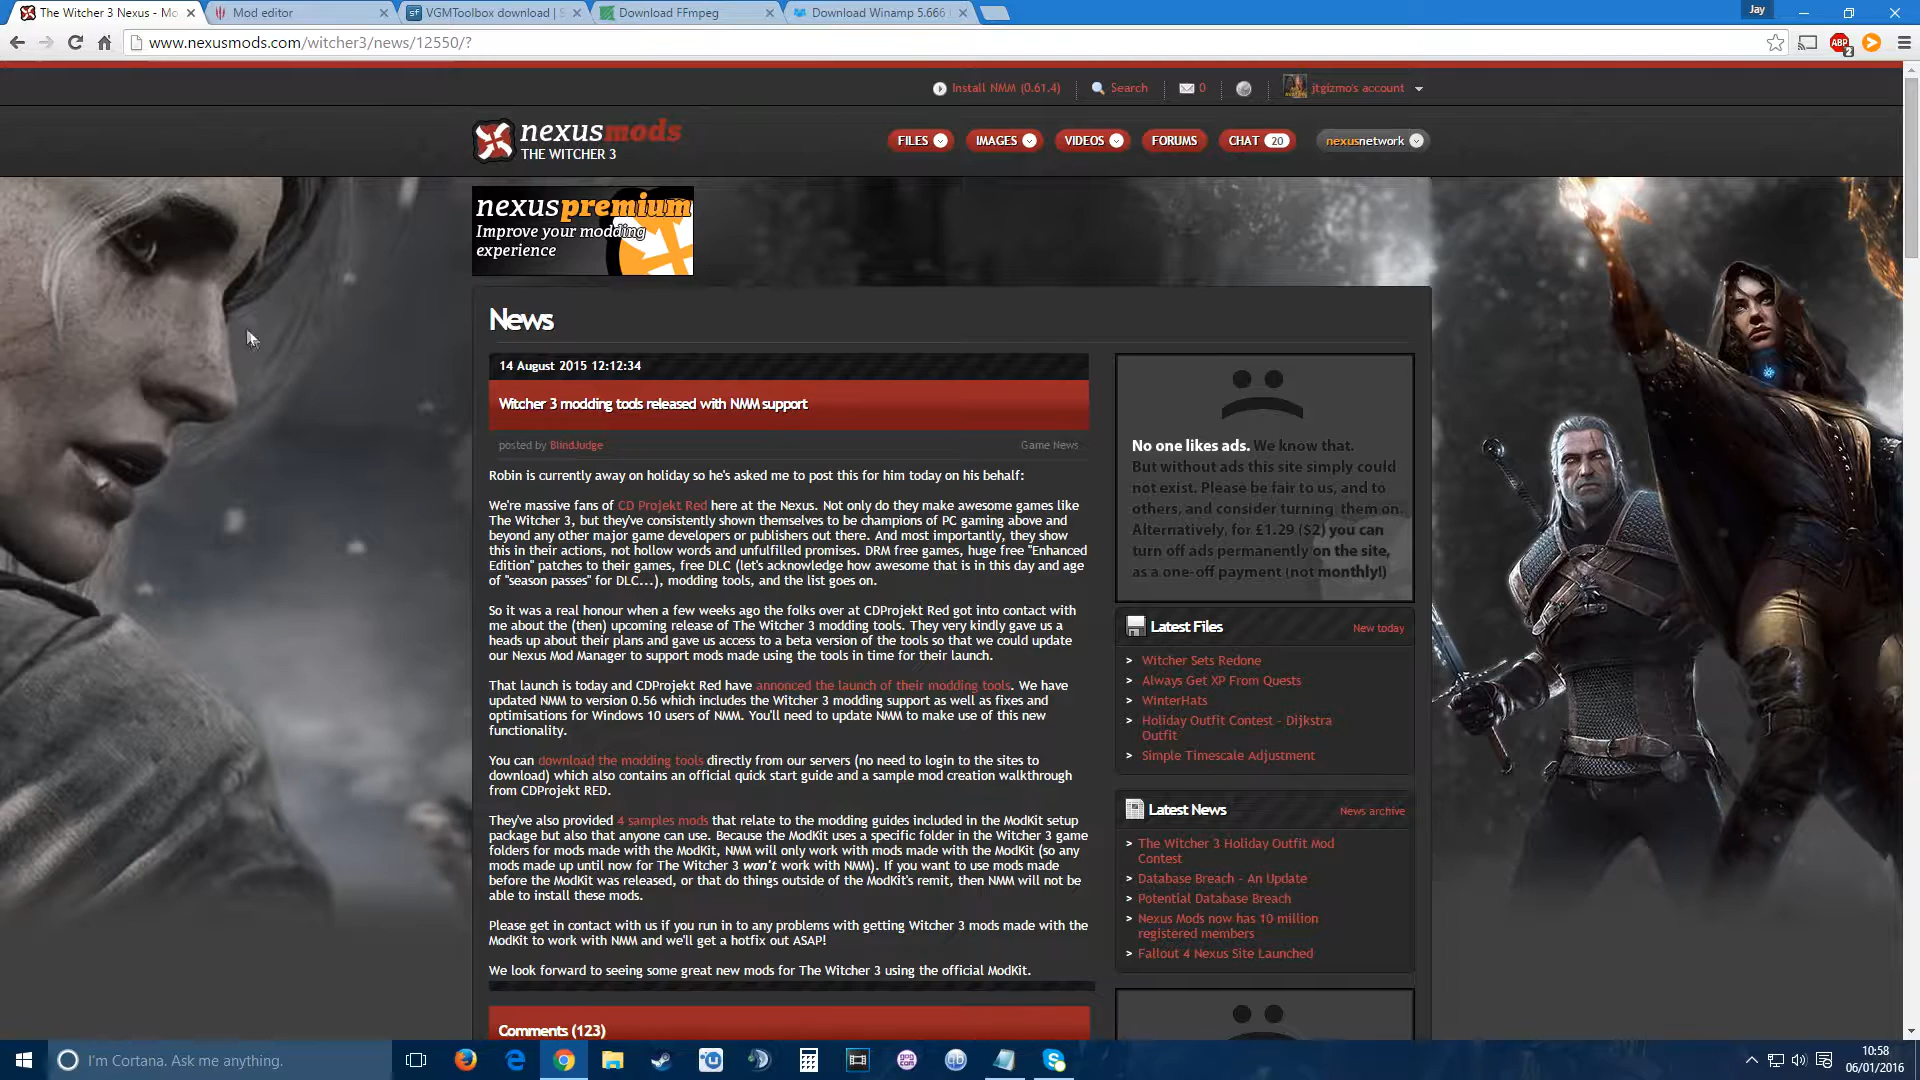 The Witcher 3 Nexus - Mo
Mod editor
VGMToolbox download | S
Download FFmpeg
Download Winamp 5.666
Jay
www.nexusmods.com/witcher3/news/12550/?
ABP
2
Install NMM (0.61.4)
Search
0
jtgizmo's account
nexusmods
THE WITCHER 3
FILES
IMAGES
VIDEOS
FORUMS
CHAT 20
nexusnetwork
nexuspremium
Improve your modding
experience
News
14 August 2015 12:12:34
Witcher 3 modding tools released with NMM support
posted by BlindJudge
Game News
Robin is currently away on holiday so he's asked me to post this for him today on his behalf:
We're massive fans of CD Projekt Red here at the Nexus. Not only do they make awesome games like
The Witcher 3, but they've consistently shown themselves to be champions of PC gaming above and
beyond any other major game developers or publishers out there. And most importantly, they show
this in their actions, not hollow words and unfulfilled promises. DRM free games, huge free "Enhanced
Edition" patches to their games, free DLC (let's acknowledge how awesome that is in this day and age
of "season passes" for DLC...), modding tools, and the list goes on.
So it was a real honour when a few weeks ago the folks over at CDProjekt Red got into contact with
me about the (then) upcoming release of The Witcher 3 modding tools. They very kindly gave us a
heads up about their plans and gave us access to a beta version of the tools so that we could update
our Nexus Mod Manager to support mods made using the tools in time for their launch.
That launch is today and CDProjekt Red have annonced the launch of their modding tools. We have
updated NMM to version 0.56 which includes the Witcher 3 modding support as well as fixes and
optimisations for Windows 10 users of NMM. You'll need to update NMM to make use of this new
functionality.
You can download the modding tools directly from our servers (no need to login to the sites to
download) which also contains an official quick start guide and a sample mod creation walkthrough
from CDProjekt RED.
They've also provided 4 samples mods that relate to the modding guides included in the ModKit setup
package but also that anyone can use. Because the ModKit uses a specific folder in the Witcher 3 game
folders for mods made with the ModKit, NMM will only work with mods made with the ModKit (so any
mods made up until now for The Witcher 3 won't work with NMM). If you want to use mods made
before the ModKit was released, or that do things outside of the ModKit's remit, then NMM will not be
able to install these mods.
Please get in contact with us if you run in to any problems with getting Witcher 3 mods made with the
ModKit to work with NMM and we'll get a hotfix out ASAP!
We look forward to seeing some great new mods for The Witcher 3 using the official ModKit.
Comments (123)
No one likes ads. We know that.
But without ads this site simply could
not exist. Please be fair to us, and to
others, and consider turning them on.
Alternatively, for £1.29 ($2) you can
turn off ads permanently on the site,
as a one-off payment (not monthly!)
Latest Files
New today
> Witcher Sets Redone
> Always Get XP From Quests
> WinterHats
> Holiday Outfit Contest - Dijkstra
Outfit
> Simple Timescale Adjustment
Latest News
News archive
> The Witcher 3 Holiday Outfit Mod
Contest
> Database Breach - An Update
> Potential Database Breach
> Nexus Mods now has 10 million
registered members
> Fallout 4 Nexus Site Launched
I'm Cortana. Ask me anything.
gog
com
qb
10:58
06/01/2016